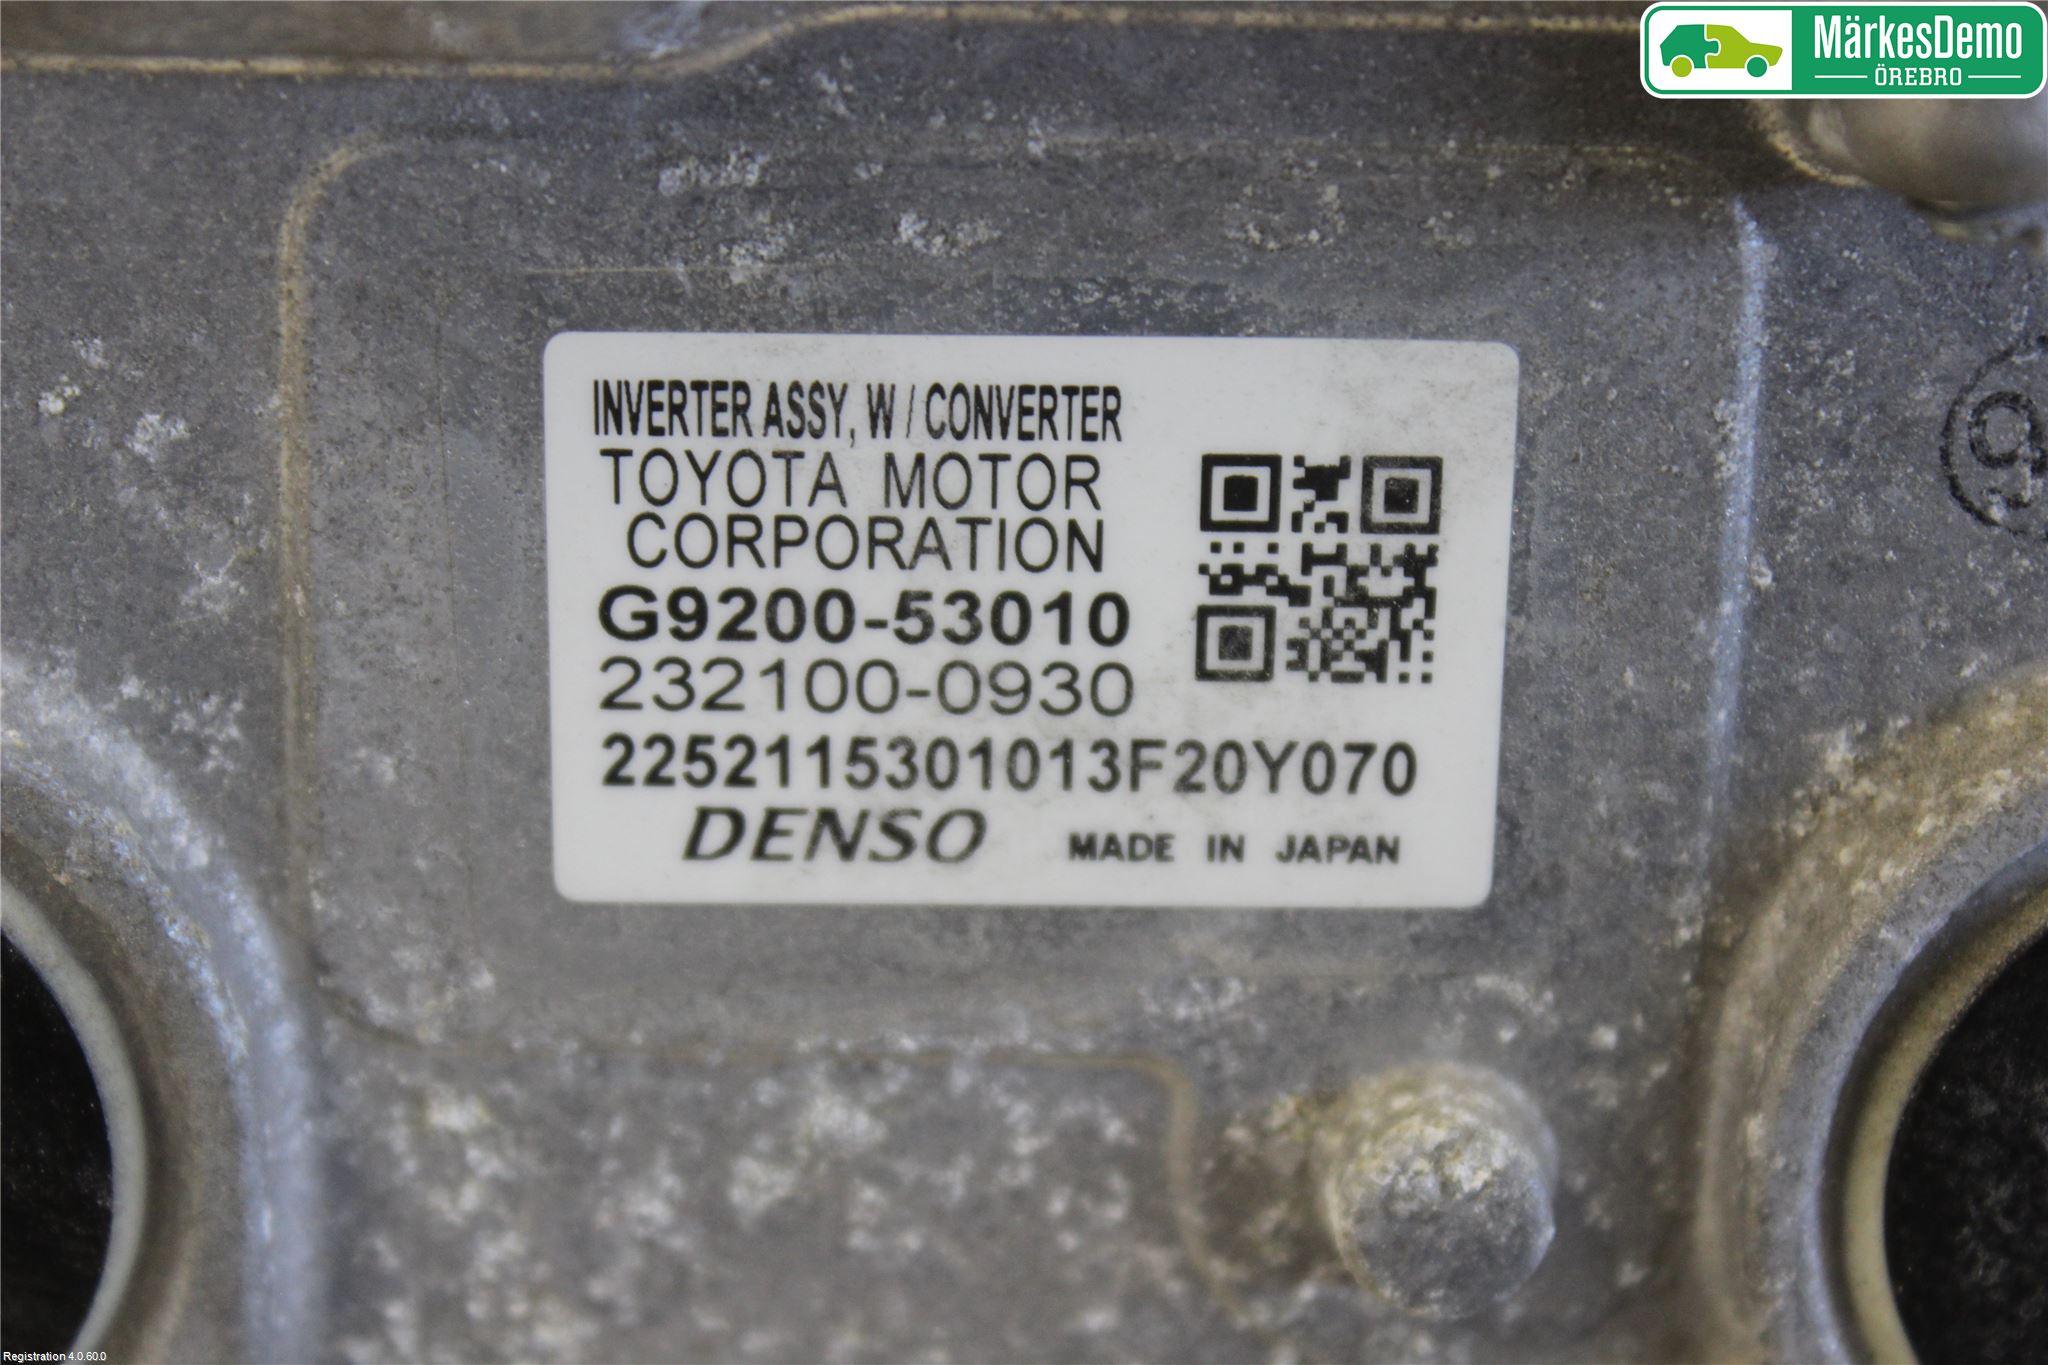 MärkesDemo
ÖREBRO
INVERTER ASSY, W / CONVERTER
TOYOTA MOTOR
CORPORATION
G9200-53010
232100-0930
2252115301013F20Y070
DENSO MADE IN JAPAN
9
Registration 4.0.60.0